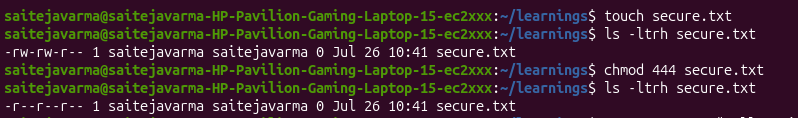 saitejavarma@saitejavarma-HP-Pavilion-Gaming-Laptop-15-ec2xxx:~/learnings$ touch secure.txt
saitejavarma@saitejavarma-HP-Pavilion-Gaming-Laptop-15-ec2xxx:~/learnings$ ls -ltrh secure.txt
-rw-rw-r-- 1 saitejavarma saitejavarma 0 Jul 26 10:41 secure.txt
saitejavarma@saitejavarma-HP-Pavilion-Gaming-Laptop-15-ec2xxx:~/learnings$ chmod 444 secure.txt
saitejavarma@saitejavarma-HP-Pavilion-Gaming-Laptop-15-ec2xxx:~/learnings$ ls -ltrh secure.txt
-r--r--r-- 1 saitejavarma saitejavarma 0 Jul 26 10:41 secure.txt